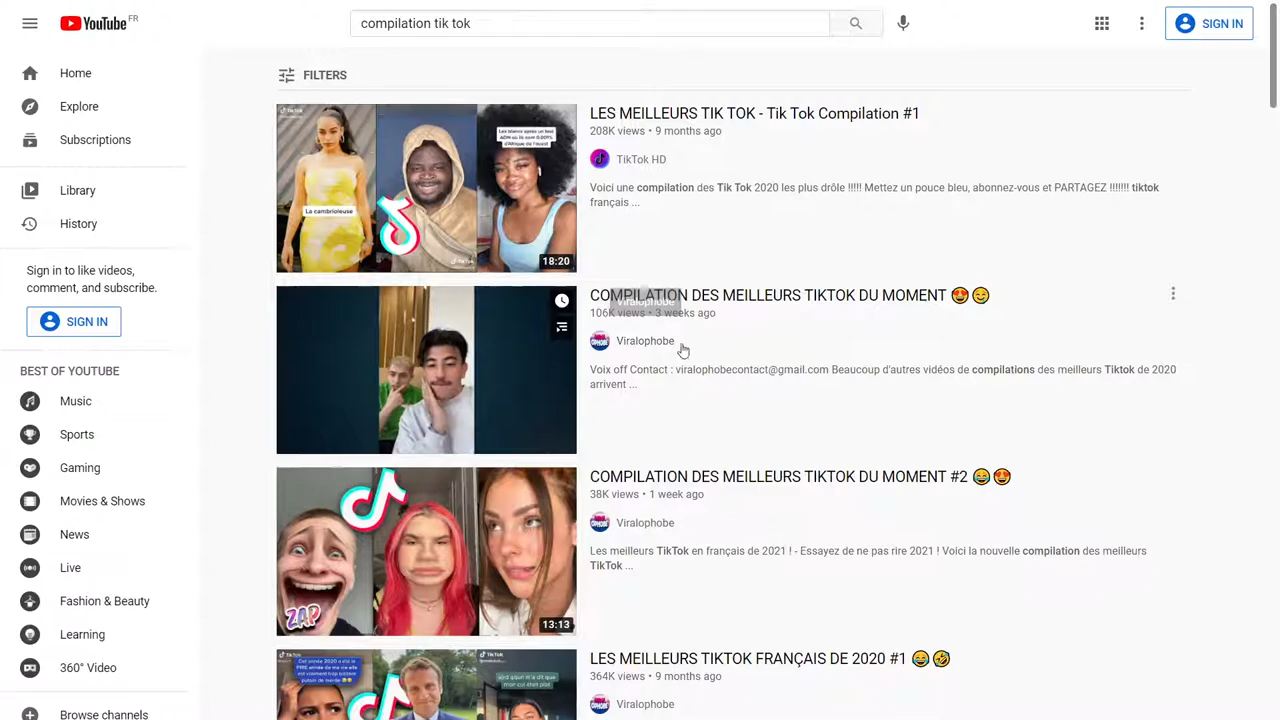 YouTube FR
compilation tik tok
SIGN IN
Home
Explore
Subscriptions
Library
History
Sign in to like videos,
comment, and subscribe.
SIGN IN
BEST OF YOUTUBE
Music
Sports
Gaming
Movies & Shows
News
Live
Fashion & Beauty
Learning
360° Video
Browse channels
FILTERS
TikTok
La cambrioleuse
TikTok
18:20
LES MEILLEURS TIK TOK - Tik Tok Compilation #1
208K views • 9 months ago
TikTok HD
Voici une compilation des Tik Tok 2020 les plus drôle !!!!! Mettez un pouce bleu, abonnez-vous et PARTAGEZ !!!!!!! tiktok
français ...
COMPILATION DES MEILLEURS TIKTOK DU MOMENT 😍😊
Viralophobe
106K views • 3 weeks ago
Viralophobe
Voix off Contact : viralophobecontact@gmail.com Beaucoup d'autres vidéos de compilations des meilleurs Tiktok de 2020
arrivent ...
ZAP
13:13
COMPILATION DES MEILLEURS TIKTOK DU MOMENT #2 😂😍
38K views • 1 week ago
Viralophobe
Les meilleurs TikTok en français de 2021 ! - Essayez de ne pas rire 2021 ! Voici la nouvelle compilation des meilleurs
TikTok ...
TikTok
LES MEILLEURS TIKTOK FRANÇAIS DE 2020 #1 😂🤣
364K views • 9 months ago
Viralophobe